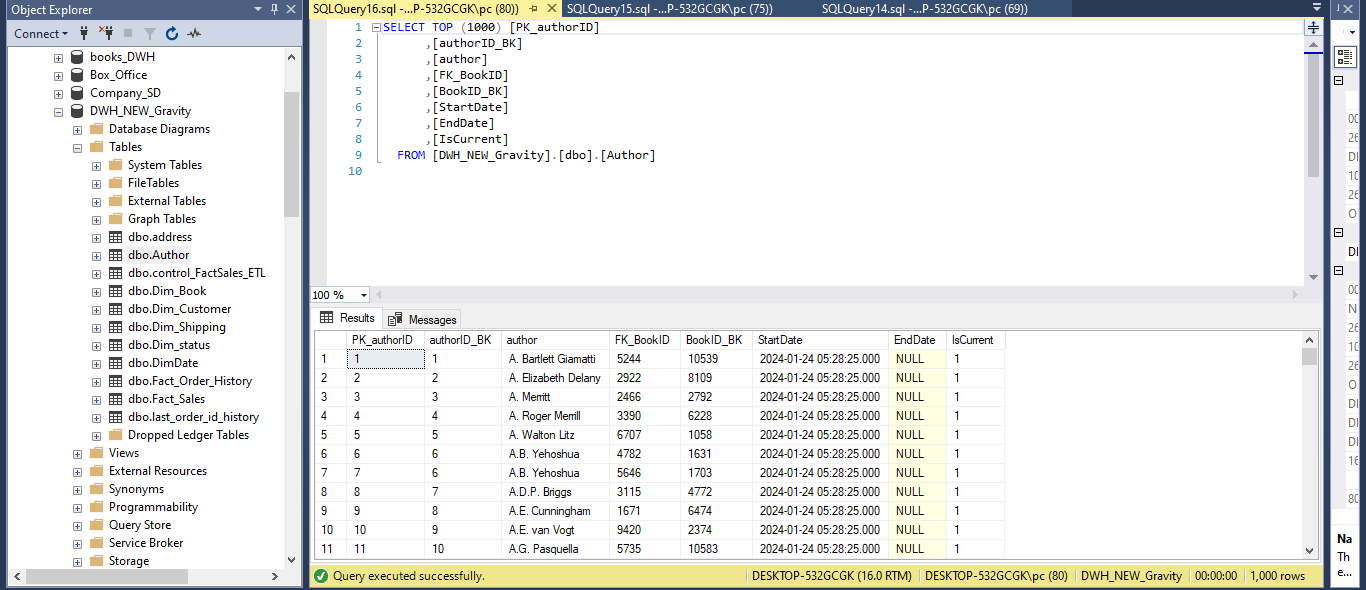 Object Explorer
Connect
books_DWH
Box_Office
Company_SD
DWH_NEW_Gravity
Database Diagrams
Tables
System Tables
FileTables
External Tables
Graph Tables
dbo.address
dbo.Author
dbo.control_FactSales_ETL
dbo.Dim_Book
dbo.Dim_Customer
dbo.Dim_Shipping
dbo.Dim_status
dbo.DimDate
dbo.Fact_Order_History
dbo.Fact_Sales
dbo.last_order_id_history
Dropped Ledger Tables
Views
External Resources
Synonyms
Programmability
Query Store
Service Broker
Storage
SQLQuery16.sql -...P-532GCGK\pc (80)) SQLQuery15.sql -...P-532GCGK\pc (75)) SQLQuery14.sql -...P-532GCGK\pc (69))
1 SELECT TOP (1000) [PK_authorID]
2 ,[authorID_BK]
3 ,[author]
4 ,[FK_BookID]
5 ,[BookID_BK]
6 ,[StartDate]
7 ,[EndDate]
8 ,[IsCurrent]
9 FROM [DWH_NEW_Gravity].[dbo].[Author]
10
100 %
Results Messages
PK_authorID authorID_BK author FK_BookID BookID_BK StartDate EndDate IsCurrent
1 1 1 A. Bartlett Giamatti 5244 10539 2024-01-24 05:28:25.000 NULL 1
2 2 2 A. Elizabeth Delany 2922 8109 2024-01-24 05:28:25.000 NULL 1
3 3 3 A. Merritt 2466 2792 2024-01-24 05:28:25.000 NULL 1
4 4 4 A. Roger Merrill 3390 6228 2024-01-24 05:28:25.000 NULL 1
5 5 5 A. Walton Litz 6707 1058 2024-01-24 05:28:25.000 NULL 1
6 6 6 A.B. Yehoshua 4782 1631 2024-01-24 05:28:25.000 NULL 1
7 7 6 A.B. Yehoshua 5646 1703 2024-01-24 05:28:25.000 NULL 1
8 8 7 A.D.P. Briggs 3115 4772 2024-01-24 05:28:25.000 NULL 1
9 9 8 A.E. Cunningham 1671 6474 2024-01-24 05:28:25.000 NULL 1
10 10 9 A.E. van Vogt 9420 2374 2024-01-24 05:28:25.000 NULL 1
11 11 10 A.G. Pasquella 5735 10583 2024-01-24 05:28:25.000 NULL 1
Query executed successfully. DESKTOP-532GCGK (16.0 RTM) DESKTOP-532GCGK\pc (80) DWH_NEW_Gravity 00:00:00 1,000 rows
Na
Th
e...